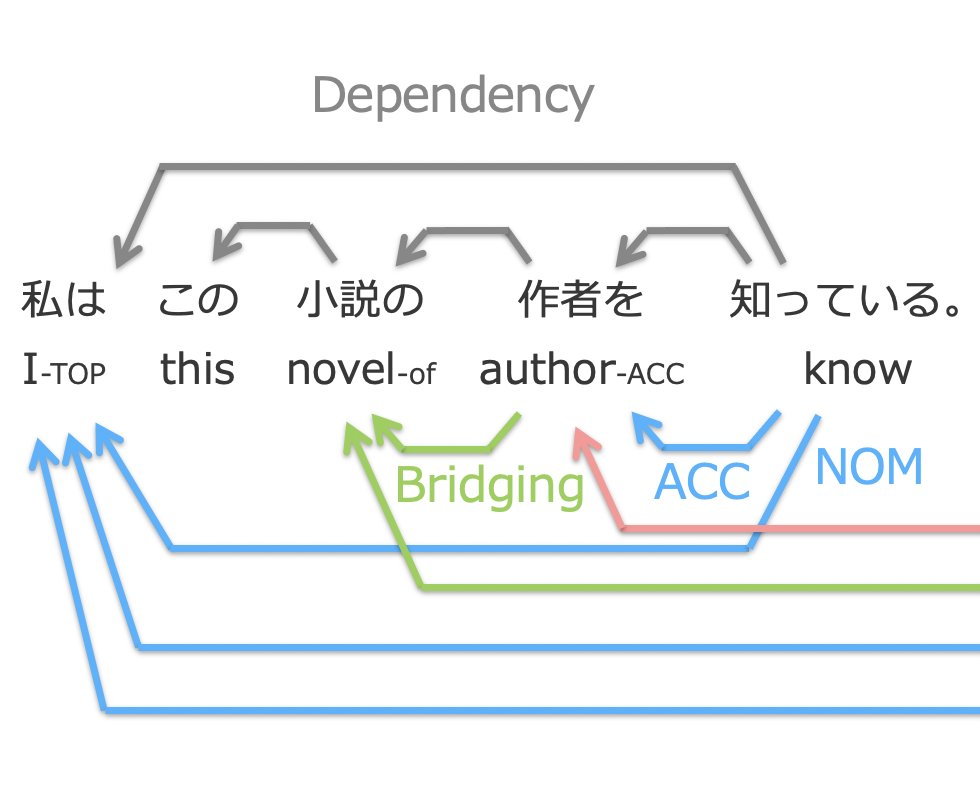 Dependency
私は この 小説の 作者を 知っている。
I-TOP this novel-of author-ACC know
Bridging ACC NOM